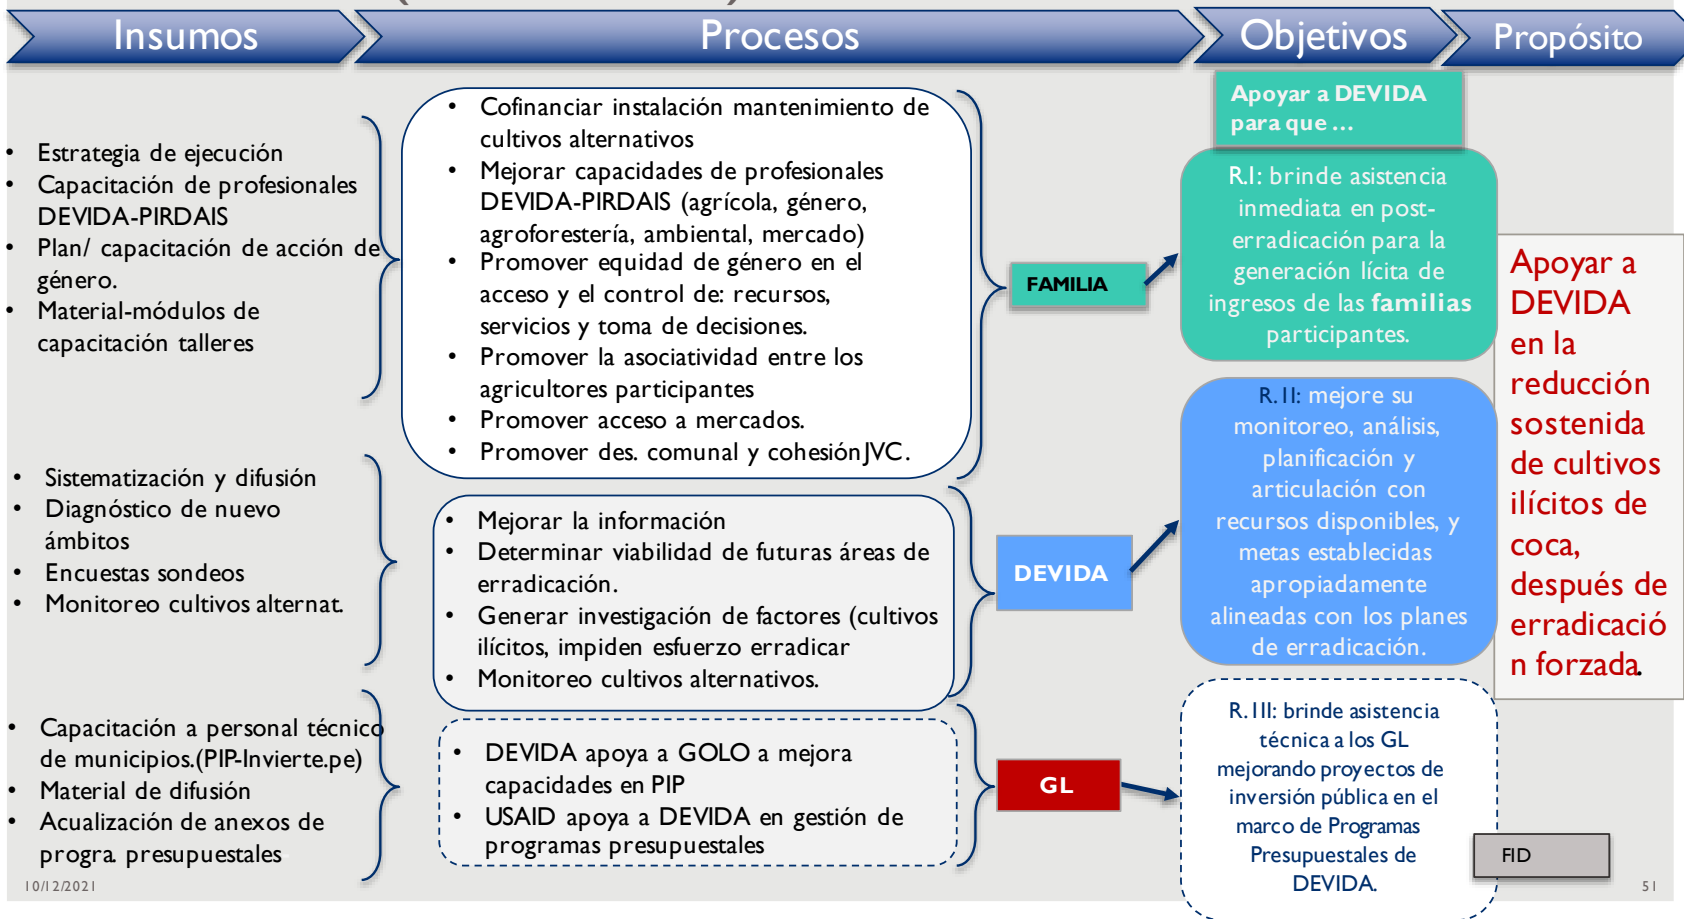 Insumos
Procesos
Objetivos
Propósito
• Estrategia de ejecución
• Capacitación de profesionales
DEVIDA-PIRDAIS
• Plan/ capacitación de acción de
género.
• Material-módulos de
capacitación talleres
• Cofinanciar instalación mantenimiento de
cultivos alternativos
• Mejorar capacidades de profesionales
DEVIDA-PIRDAIS (agrícola, género,
agroforestería, ambiental, mercado)
• Promover equidad de género en el
acceso y el control de: recursos,
servicios y toma de decisiones.
• Promover la asociatividad entre los
agricultores participantes
• Promover acceso a mercados.
• Promover des. comunal y cohesión JVC.
FAMILIA
Apoyar a DEVIDA
para que ...
R.I: brinde asistencia
inmediata en post-
erradicación para la
generación lícita de
ingresos de las familias
participantes.
• Sistematización y difusión
• Diagnóstico de nuevo
ámbitos
• Encuestas sondeos
• Monitoreo cultivos alternat.
• Mejorar la información
• Determinar viabilidad de futuras áreas de
erradicación.
• Generar investigación de factores (cultivos
ilícitos, impiden esfuerzo erradicar
• Monitoreo cultivos alternativos.
DEVIDA
R. II: mejore su
monitoreo, análisis,
planificación y
articulación con
recursos disponibles, y
metas establecidas
apropiadamente
alineadas con los planes
de erradicación.
• Capacitación a personal técnico
de municipios.(PIP-Invierte.pe)
• Material de difusión
• Acualización de anexos de
progra. presupuestales
• DEVIDA apoya a GOLO a mejora
capacidades en PIP
• USAID apoya a DEVIDA en gestión de
programas presupuestales
GL
R. III: brinde asistencia
técnica a los GL
mejorando proyectos de
inversión pública en el
marco de Programas
Presupuestales de
DEVIDA.
Apoyar a
DEVIDA
en la
reducción
sostenida
de cultivos
ilícitos de
coca,
después de
erradicació
n forzada.
FID
10/12/2021
51